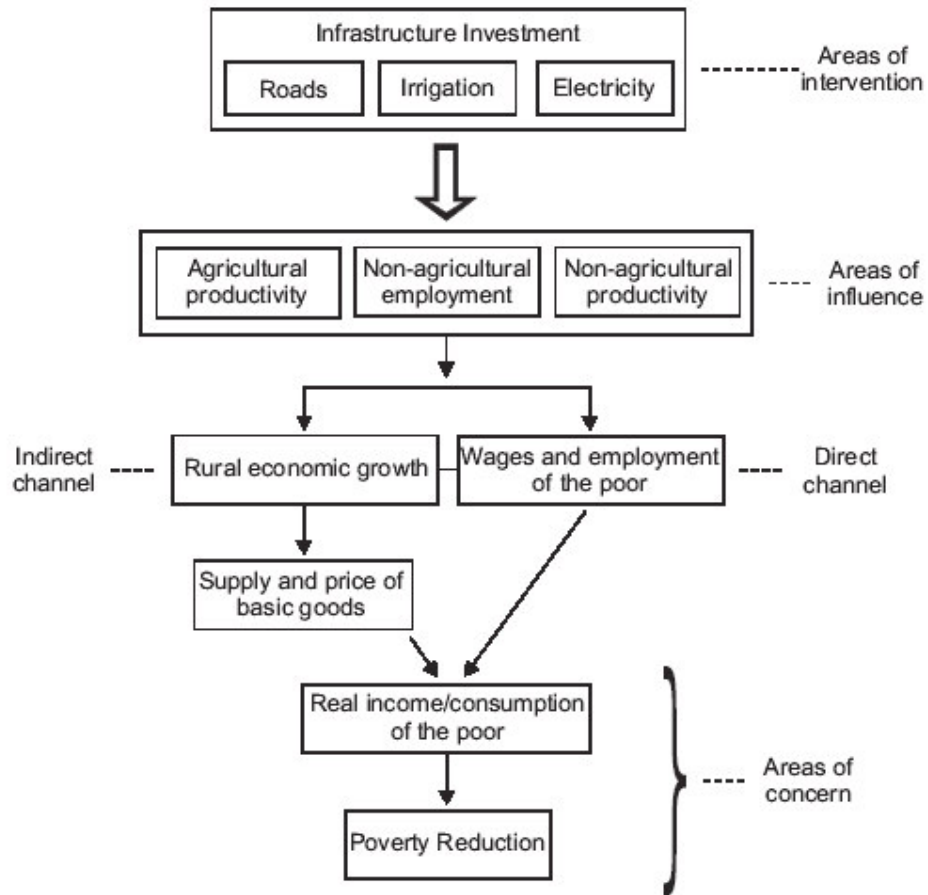 Infrastructure Investment
Roads
Irrigation
Electricity
Areas of
intervention
Agricultural
productivity
Non-agricultural
employment
Non-agricultural
productivity
Areas of
influence
Indirect
channel
Rural economic growth
Wages and employment
of the poor
Direct
channel
Supply and price of
basic goods
Real income/consumption
of the poor
Areas of
concern
Poverty Reduction